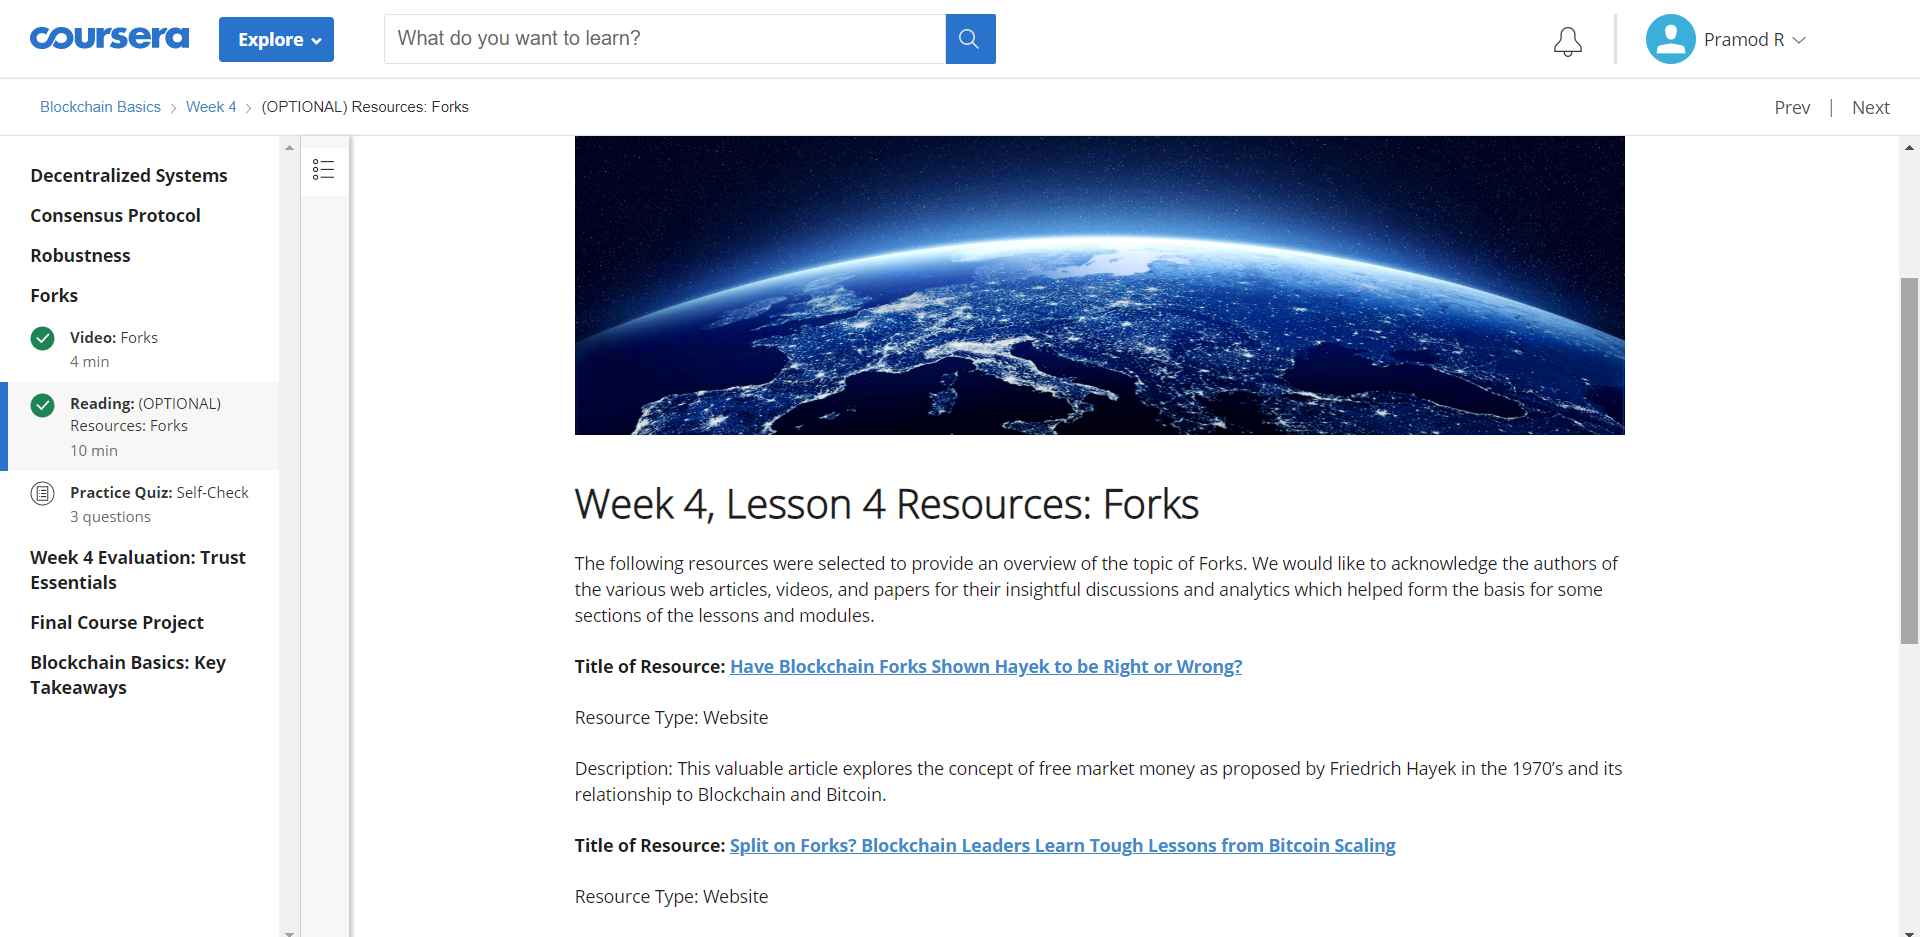 coursera
Explore
What do you want to learn?
Pramod R
Blockchain Basics
Week 4
(OPTIONAL) Resources: Forks
Prev | Next
Decentralized Systems
Consensus Protocol
Robustness
Forks
Video: Forks
4 min
Reading: (OPTIONAL)
Resources: Forks
10 min
Practice Quiz: Self-Check
3 questions
Week 4 Evaluation: Trust
Essentials
Final Course Project
Blockchain Basics: Key
Takeaways
Week 4, Lesson 4 Resources: Forks
The following resources were selected to provide an overview of the topic of Forks. We would like to acknowledge the authors of
the various web articles, videos, and papers for their insightful discussions and analytics which helped form the basis for some
sections of the lessons and modules.
Title of Resource: Have Blockchain Forks Shown Hayek to be Right or Wrong?
Resource Type: Website
Description: This valuable article explores the concept of free market money as proposed by Friedrich Hayek in the 1970’s and its
relationship to Blockchain and Bitcoin.
Title of Resource: Split on Forks? Blockchain Leaders Learn Tough Lessons from Bitcoin Scaling
Resource Type: Website